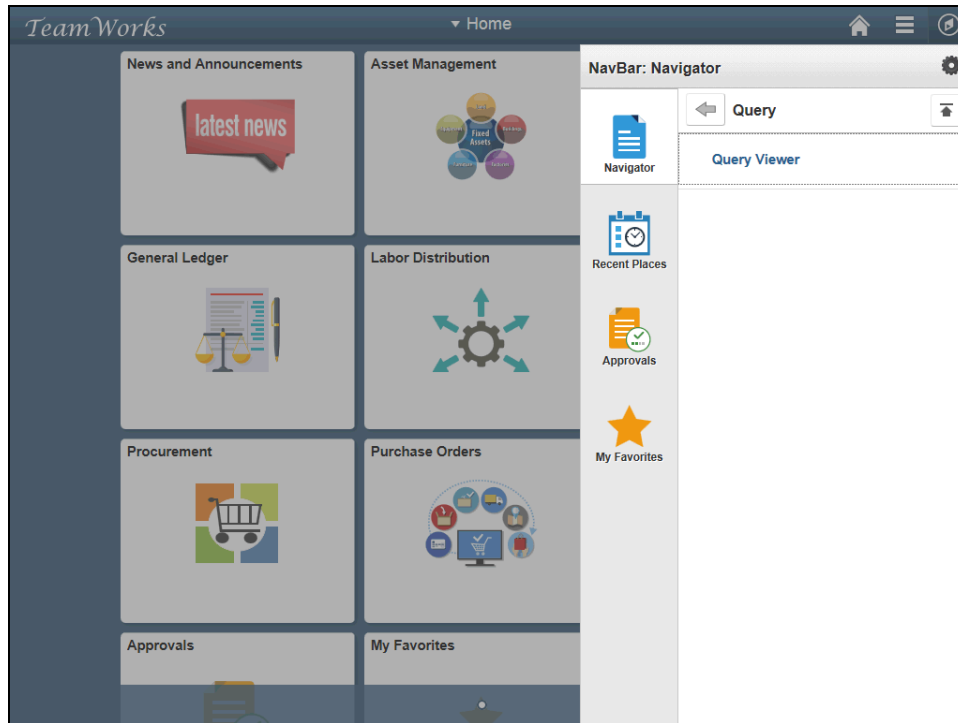 TeamWorks
Home
News and Announcements
latest news
Asset Management
Fixed
Assets
General Ledger
Labor Distribution
Procurement
Purchase Orders
Approvals
My Favorites
NavBar: Navigator
Navigator
Recent Places
Approvals
My Favorites
Query
Query Viewer